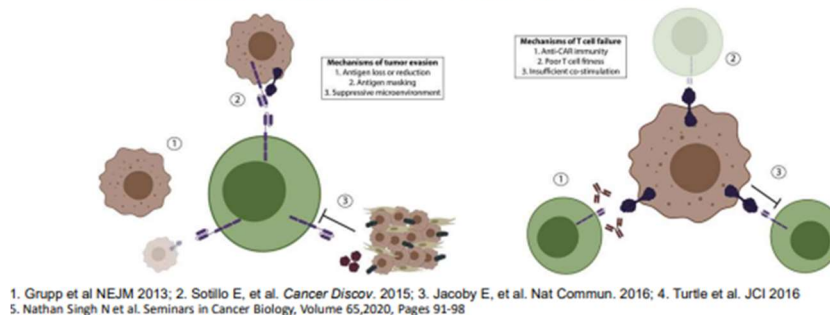 Mechanisms of tumor evasion
1. Antigen loss or reduction
2. Antigen masking
3. Suppressive microenvironment
2
1
3
Mechanisms of T cell failure
1. Anti-CAR immunity
2. Poor T cell fitness
3. Insufficient co-stimulation
2
1
3
1. Grupp et al NEJM 2013; 2. Sotillo E, et al. Cancer Discov. 2015; 3. Jacoby E, et al. Nat Commun. 2016; 4. Turtle et al. JCI 2016
5. Nathan Singh N et al. Seminars in Cancer Biology, Volume 65,2020, Pages 91-98